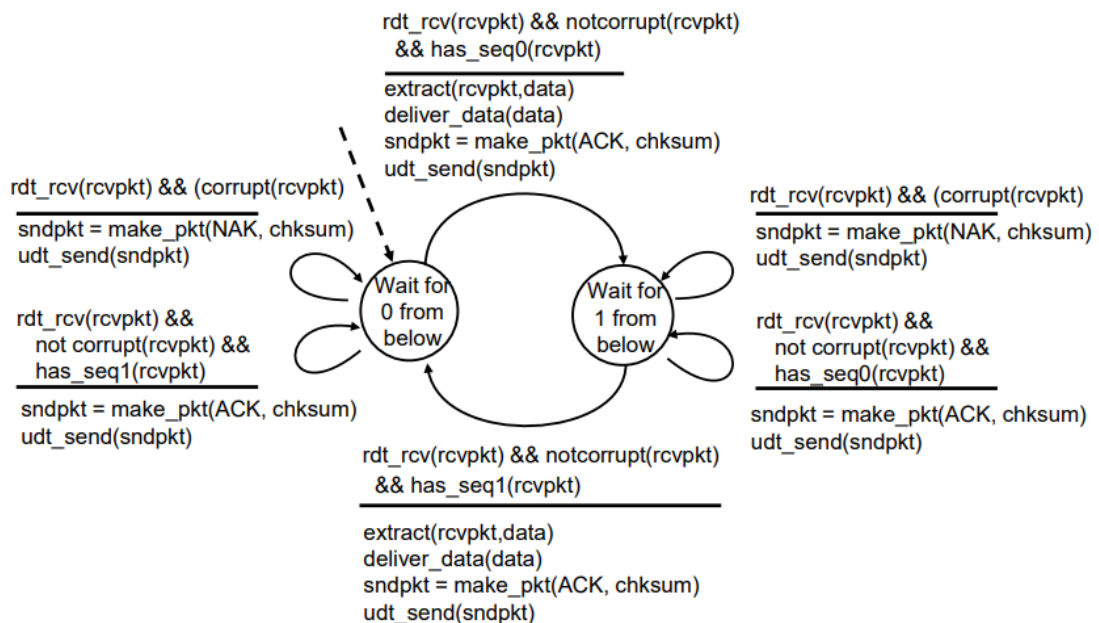 rdt_rcv(rcvpkt) && notcorrupt(rcvpkt)
&& has_seq0(rcvpkt)
extract(rcvpkt,data)
deliver_data(data)
sndpkt = make_pkt(ACK, chksum)
udt_send(sndpkt)
rdt_rcv(rcvpkt) && (corrupt(rcvpkt)
sndpkt = make_pkt(NAK, chksum)
udt_send(sndpkt)
rdt_rcv(rcvpkt) &&
not corrupt(rcvpkt) &&
has_seq1(rcvpkt)
sndpkt = make_pkt(ACK, chksum)
udt_send(sndpkt)
Wait for
0 from
below
Wait for
1 from
below
rdt_rcv(rcvpkt) && (corrupt(rcvpkt)
sndpkt = make_pkt(NAK, chksum)
udt_send(sndpkt)
rdt_rcv(rcvpkt) &&
not corrupt(rcvpkt) &&
has_seq0(rcvpkt)
sndpkt = make_pkt(ACK, chksum)
udt_send(sndpkt)
rdt_rcv(rcvpkt) && notcorrupt(rcvpkt)
&& has_seq1(rcvpkt)
extract(rcvpkt,data)
deliver_data(data)
sndpkt = make_pkt(ACK, chksum)
udt_send(sndpkt)